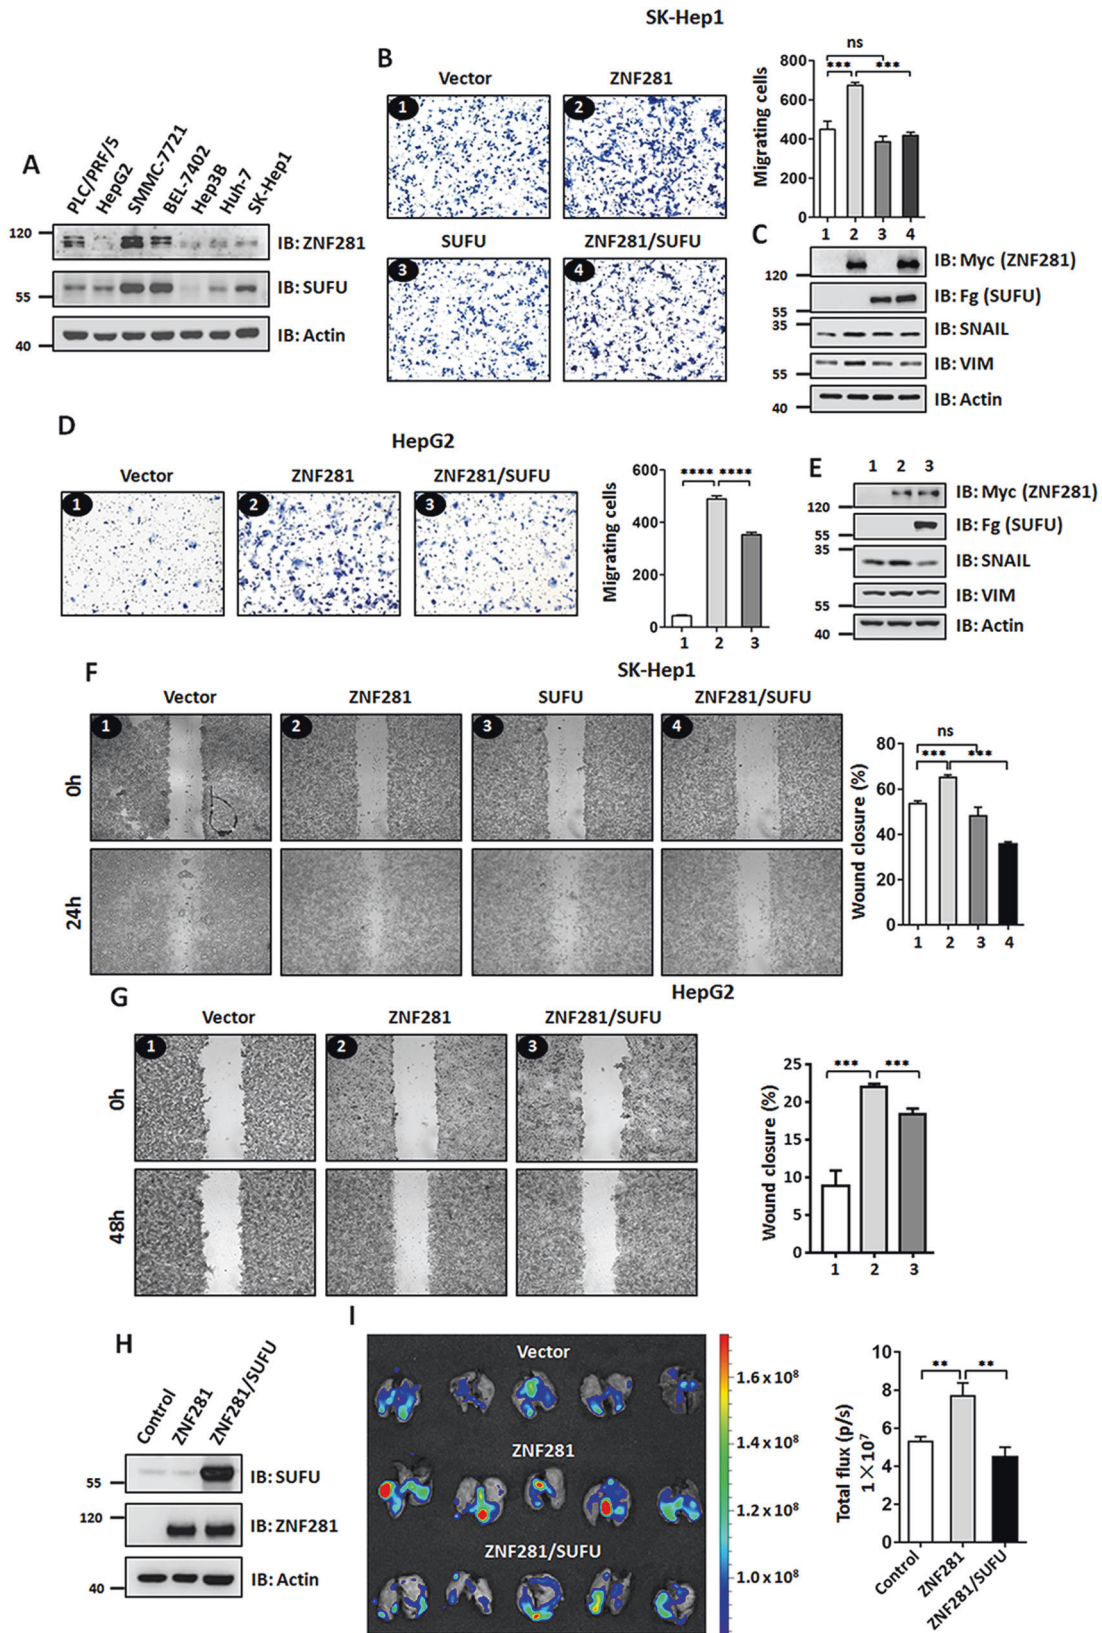 SK-Hep1
A
PLC/PRF/5
HepG2
SMMC-7721
BEL-7402
Hep3B
Huh-7
SK-Hep1
120
IB: ZNF281
55
IB: SUFU
40
IB: Actin
B
Vector
ZNF281
1
2
SUFU
ZNF281/SUFU
3
4
Migrating cells
800
600
400
200
0
ns
*** ***
1 2 3 4
C
120
IB: Myc (ZNF281)
55
IB: Fg (SUFU)
35
IB: SNAIL
55
IB: VIM
40
IB: Actin
D
HepG2
Vector
ZNF281
ZNF281/SUFU
1
2
3
Migrating cells
600
400
200
0
**** ****
1 2 3
E
1 2 3
120
IB: Myc (ZNF281)
55
IB: Fg (SUFU)
35
IB: SNAIL
55
IB: VIM
40
IB: Actin
F
SK-Hep1
Vector
ZNF281
SUFU
ZNF281/SUFU
1
2
3
4
0h
24h
Wound closure (%)
80
60
40
20
0
ns
*** ***
1 2 3 4
G
HepG2
Vector
ZNF281
ZNF281/SUFU
1
2
3
0h
48h
Wound closure (%)
25
20
15
10
5
0
*** ***
1 2 3
H
Control
ZNF281
ZNF281/SUFU
55
IB: SUFU
120
IB: ZNF281
40
IB: Actin
I
Vector
ZNF281
ZNF281/SUFU
1.6 x 10⁸
1.4 x 10⁸
1.2 x 10⁸
1.0 x 10⁸
Total flux (p/s)
1 × 10⁷
10
8
6
4
2
0
** **
Control
ZNF281
ZNF281/SUFU